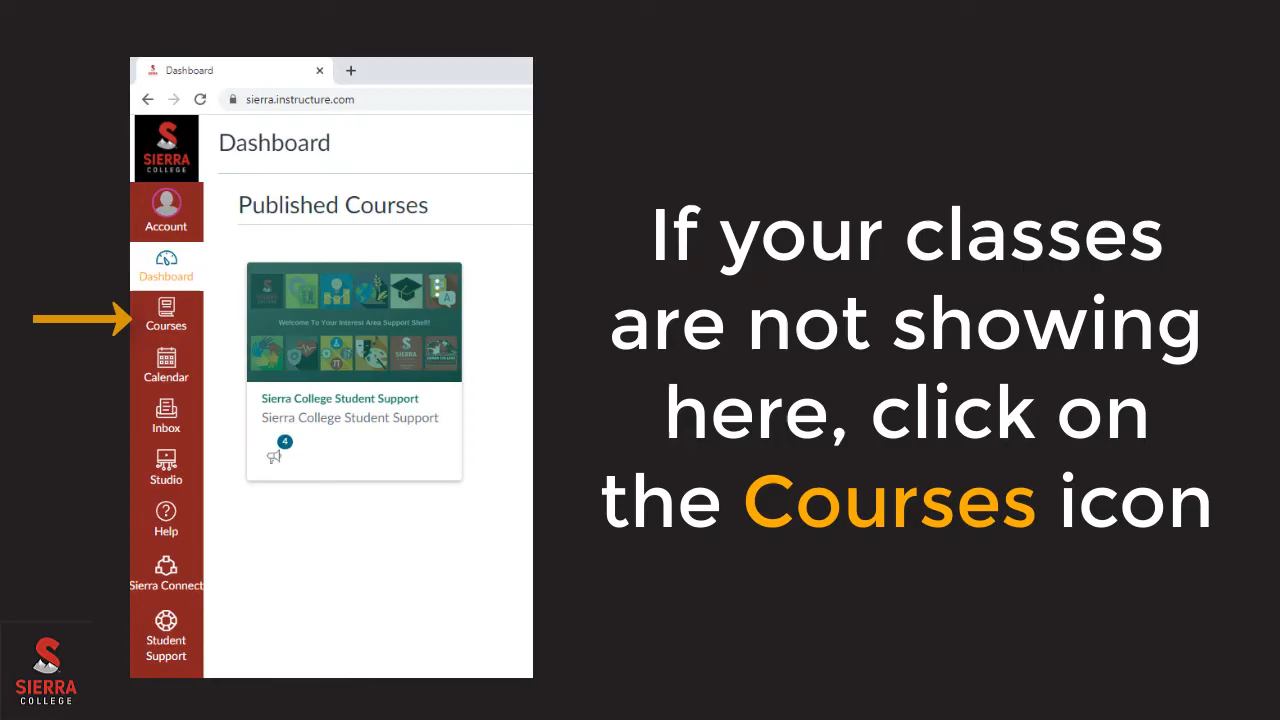 Dashboard
sierra.instructure.com
SIERRA
COLLEGE
Dashboard
Account
Dashboard
Courses
Calendar
Inbox
Studio
Help
Sierra Connect
Student
Support
Published Courses
Welcome To Your Interest Area Support Shelf!
Sierra College Student Support
Sierra College Student Support
4
If your classes
are not showing
here, click on
the Courses icon
SIERRA
COLLEGE